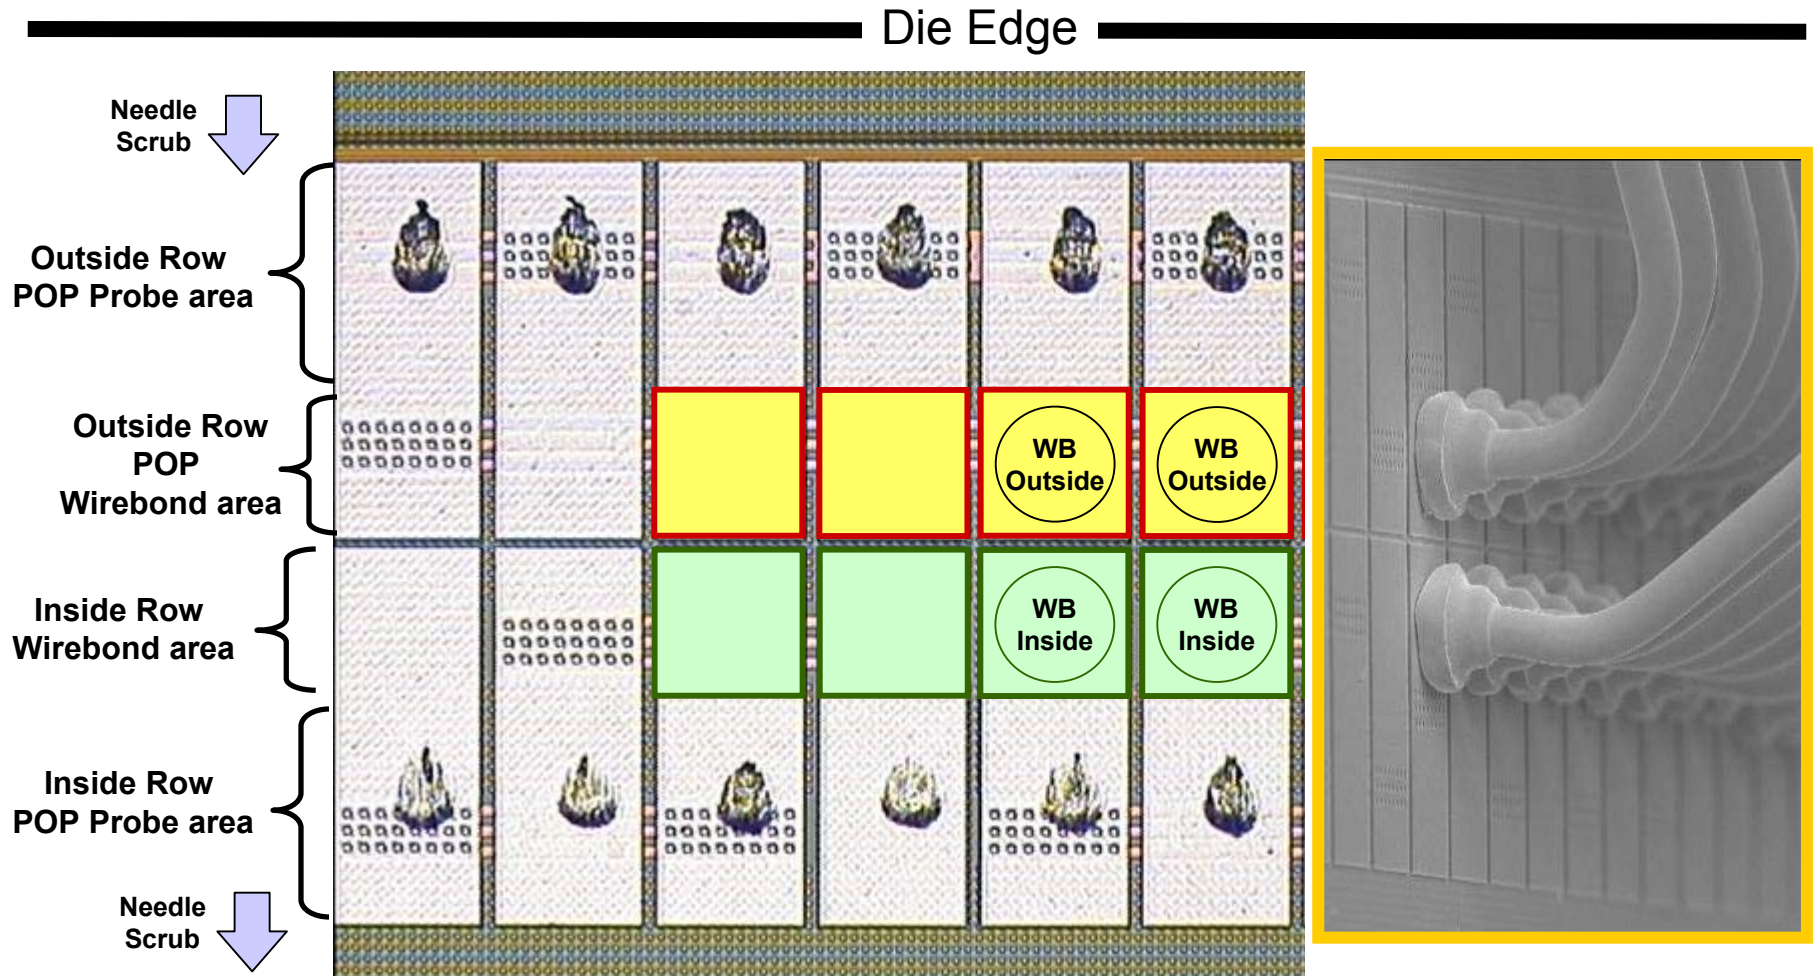 Die Edge
Needle
Scrub
Outside Row
POP Probe area
Outside Row
POP
Wirebond area
WB
Outside
WB
Outside
Inside Row
Wirebond area
WB
Inside
WB
Inside
Inside Row
POP Probe area
Needle
Scrub